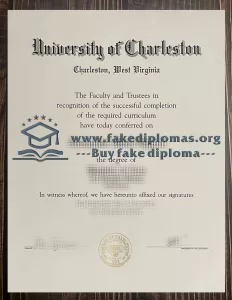 University of Charleston
Charleston, West Virginia
The Faculty and Trustees in
recognition of the successful completion
of the required curriculum
have today conferred on
www.fakediplomas.org
---Buy fake diploma---
the degree of
In witness whereof, we have hereunto affixed our signatures